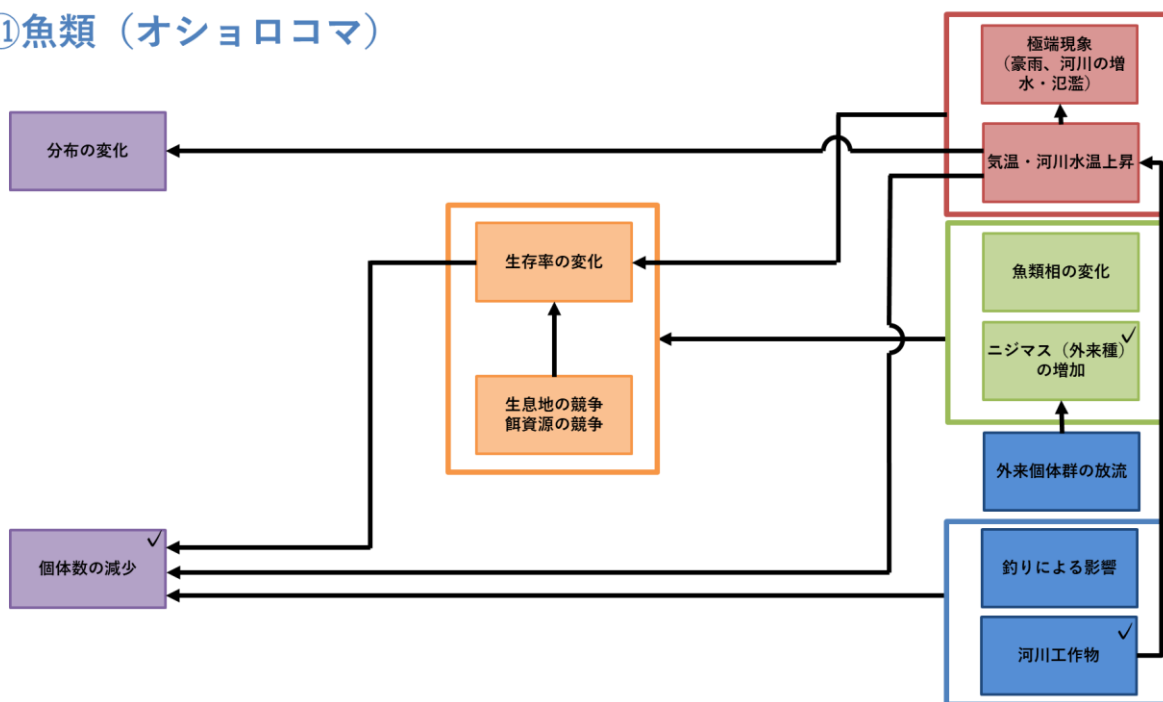 ①魚類（オショロコマ）
極端現象
（豪雨、河川の増
水・氾濫）
分布の変化
気温・河川水温上昇
生存率の変化
魚類相の変化
ニジマス（外来種）
の増加
生息地の競争
餌資源の競争
外来個体群の放流
個体数の減少
釣りによる影響
河川工作物